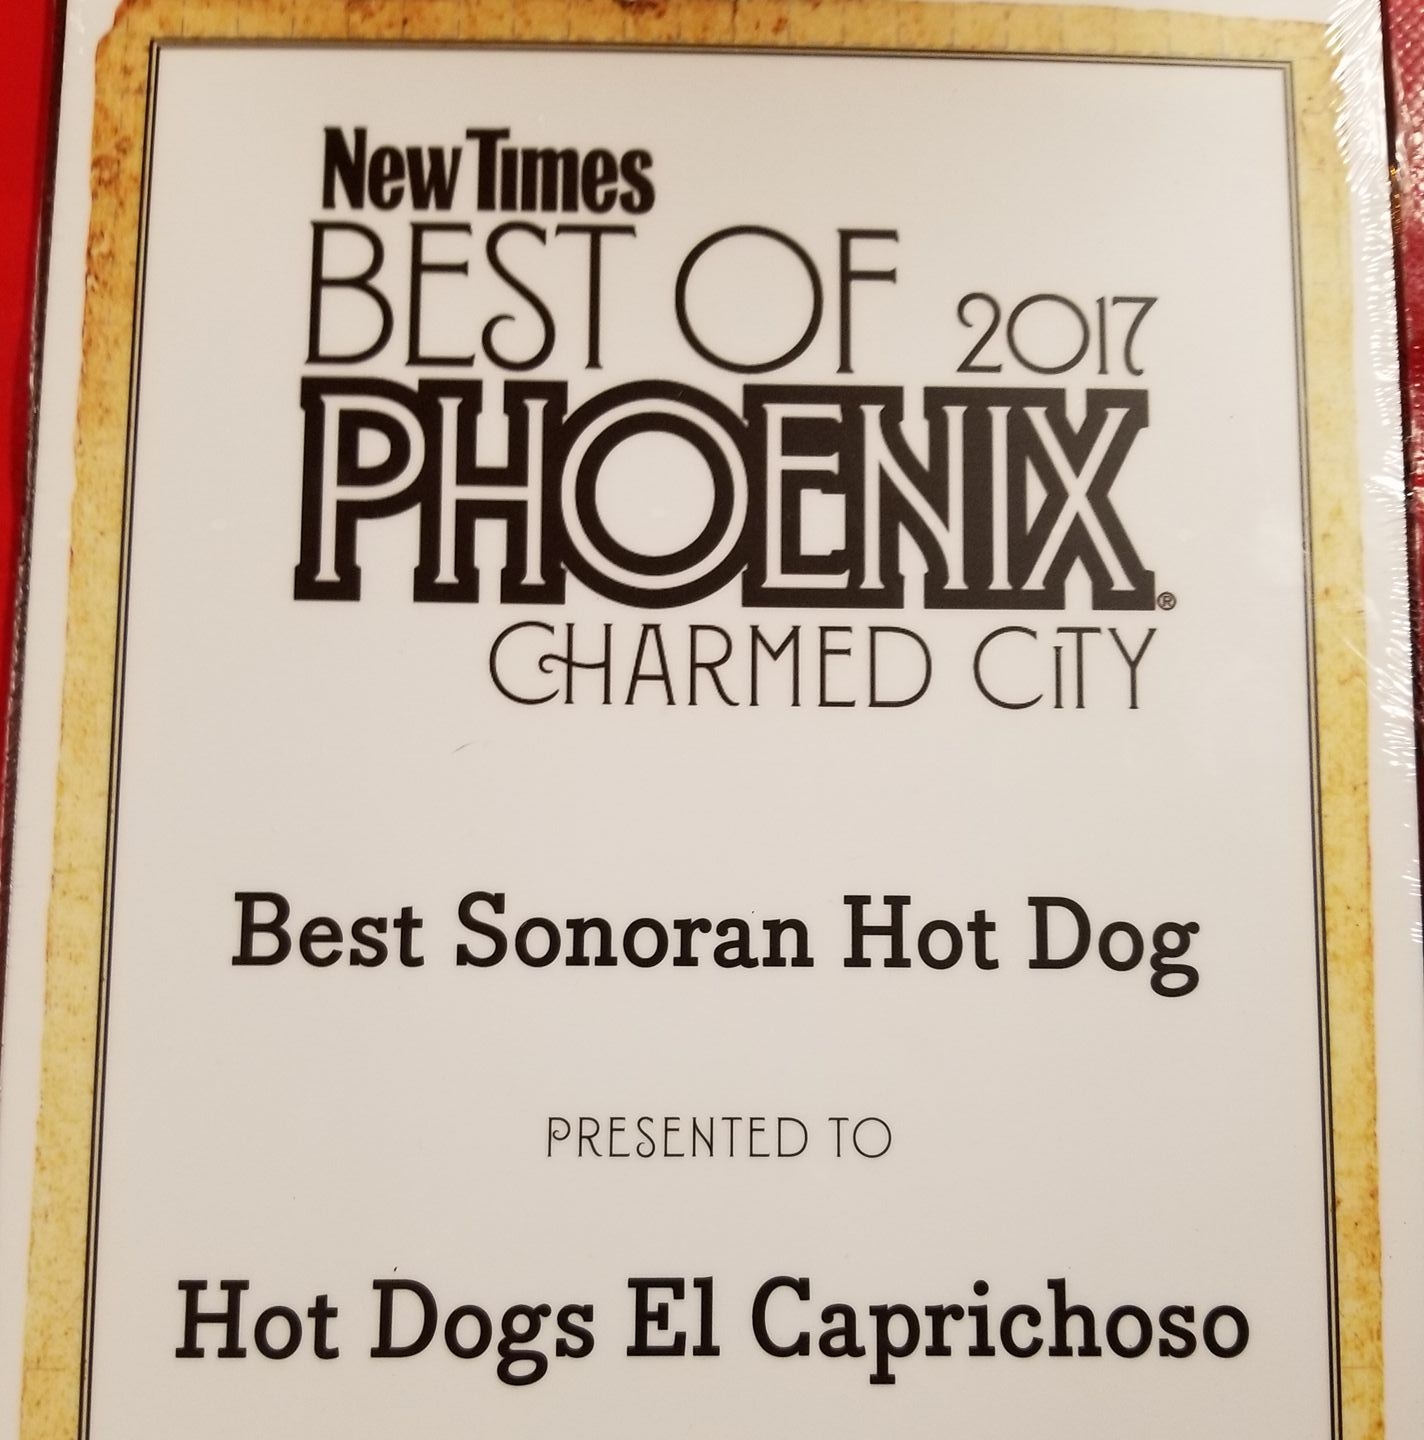 New Times
BEST OF 2017
PHOENIX®
CHARMED CiTY
Best Sonoran Hot Dog
PRESENTED TO
Hot Dogs El Caprichoso